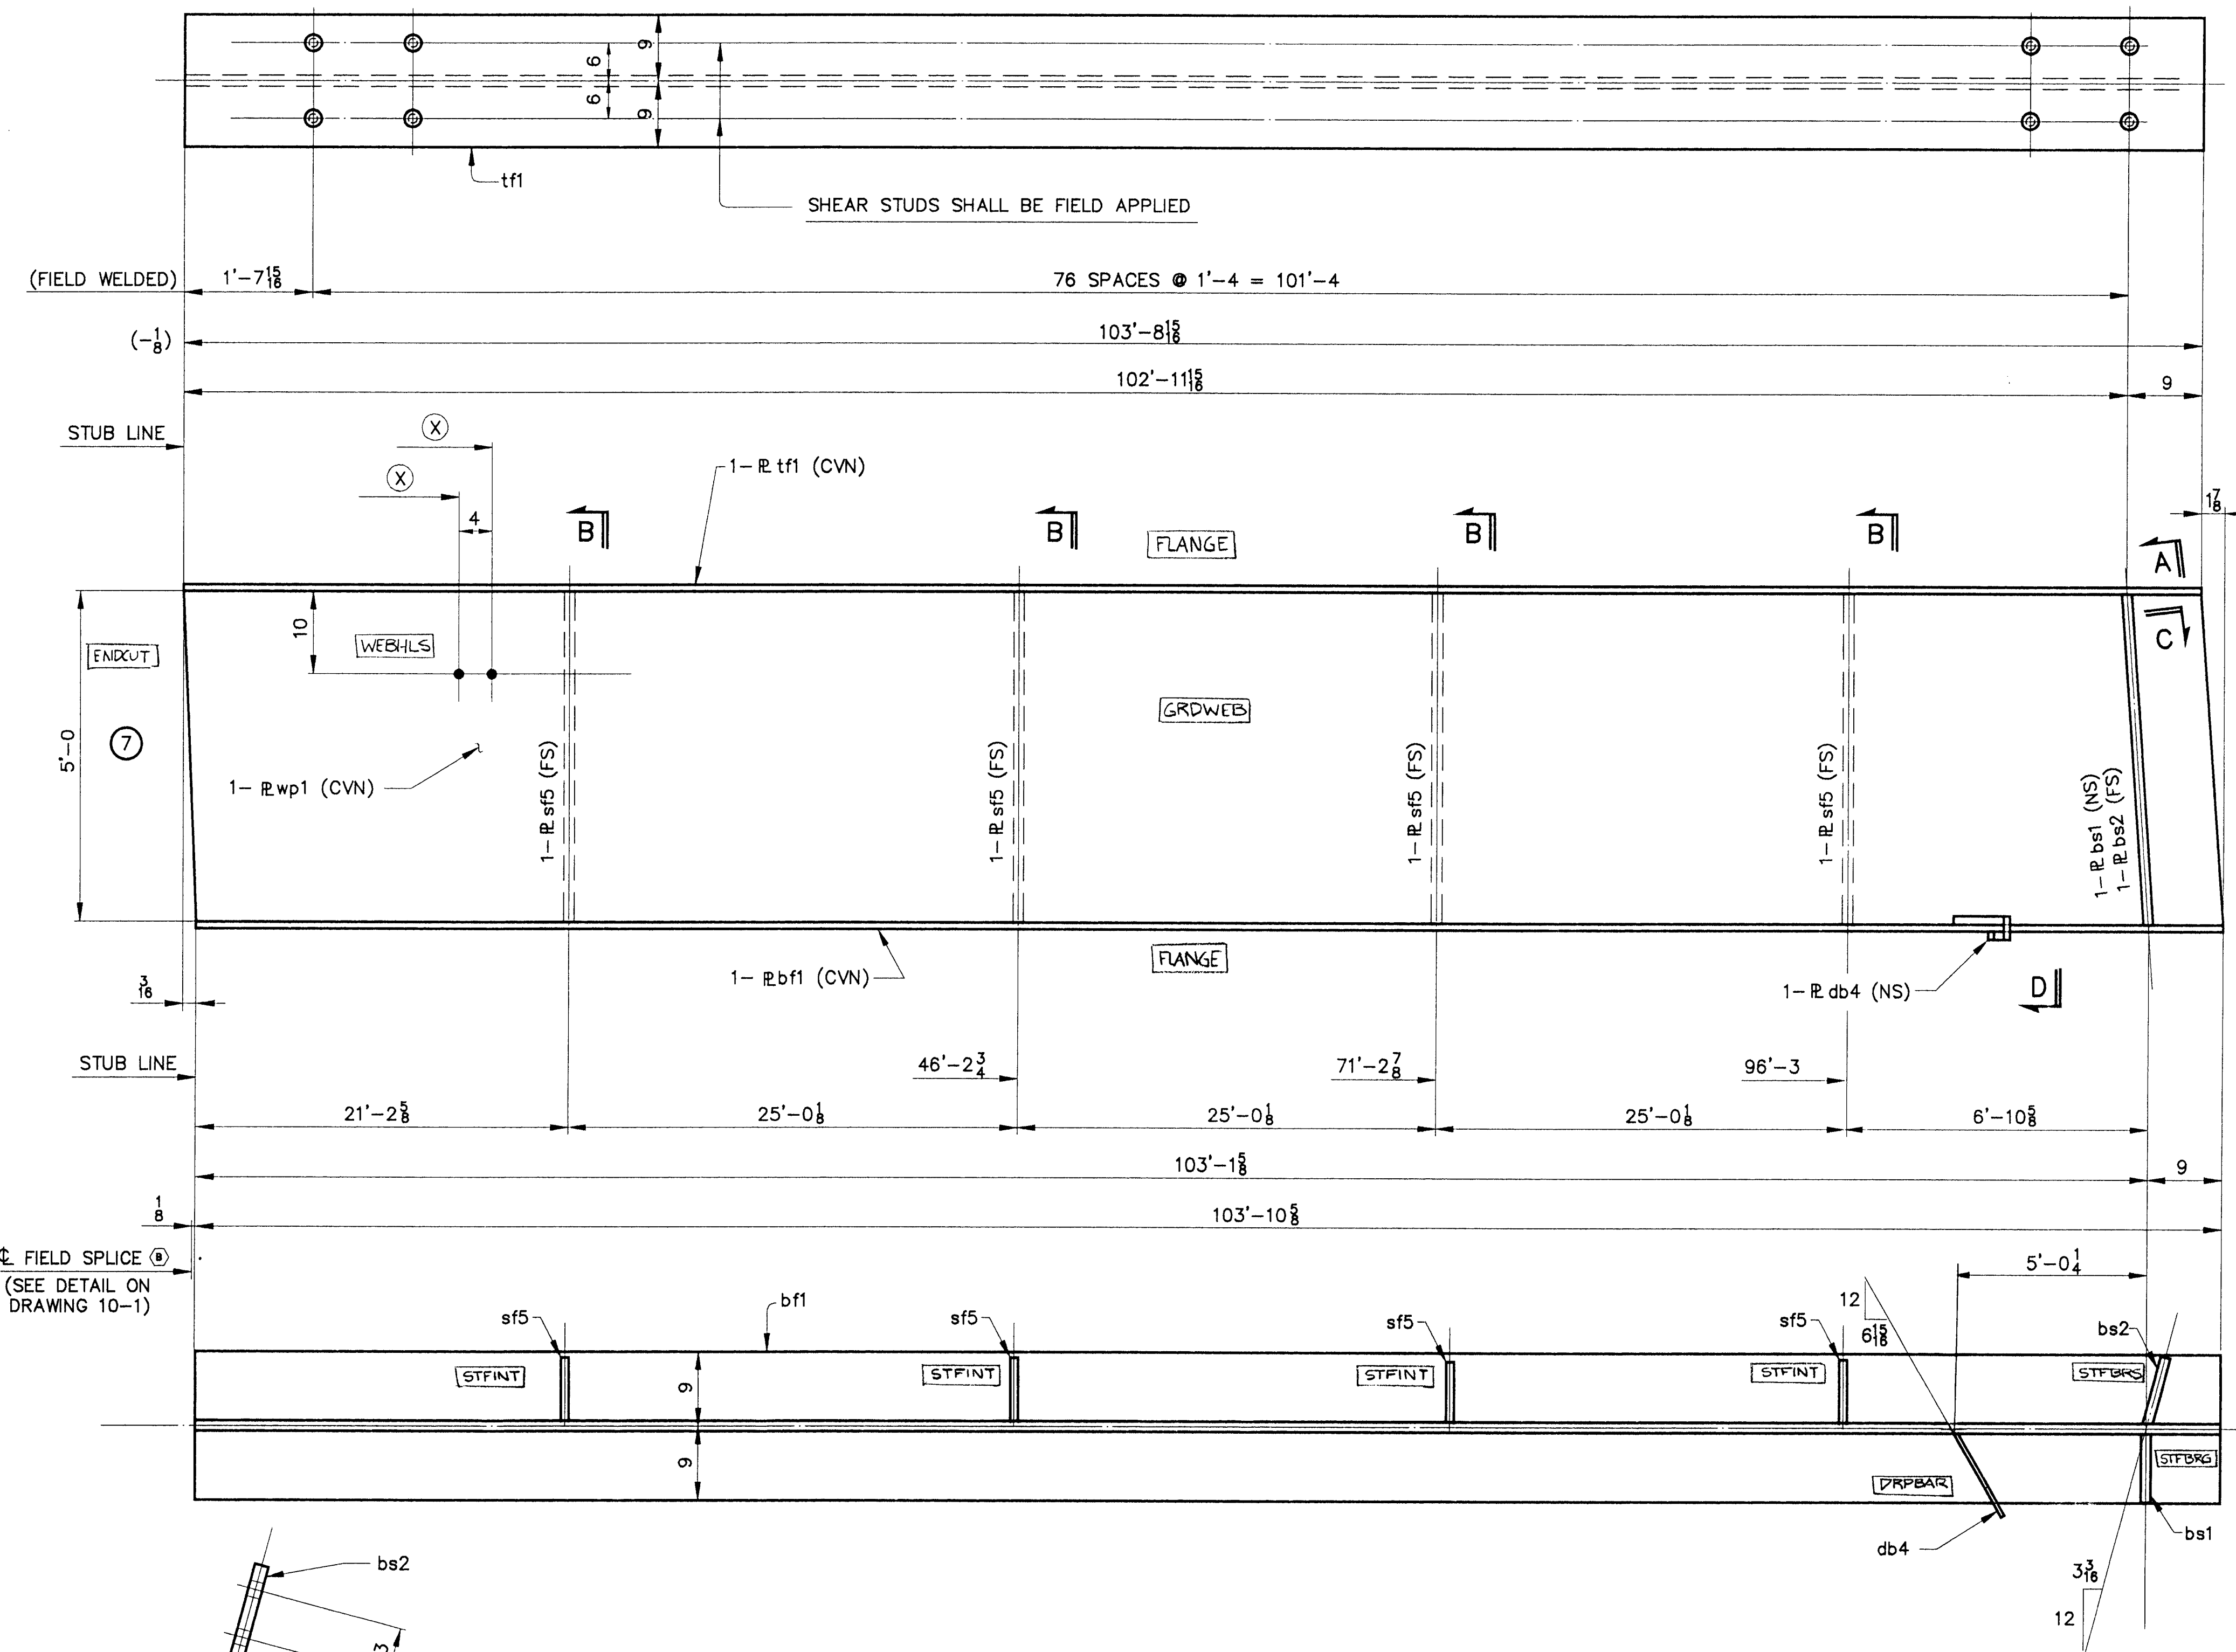 6
9
6
9
tf1
SHEAR STUDS SHALL BE FIELD APPLIED
(FIELD WELDED)
1'-7 15/16
76 SPACES @ 1'-4 = 101'-4
(-1/8)
103'-8 15/16
102'-11 15/16
9
STUB LINE
X
X
4
1- PL tf1 (CVN)
1 7/8
B
B
B
B
FLANGE
A
C
10
WEBHLS
ENDCUT
GRDWEB
5'-0
7
1- PL wp1 (CVN)
1- PL sf5 (FS)
1- PL sf5 (FS)
1- PL sf5 (FS)
1- PL sf5 (FS)
1- PL bs1 (NS)
1- PL bs2 (FS)
1- PL bf1 (CVN)
FLANGE
1- PL db4 (NS)
D
3/16
STUB LINE
46'-2 3/4
71'-2 7/8
96'-3
21'-2 5/8
25'-0 1/8
25'-0 1/8
25'-0 1/8
6'-10 5/8
103'-1 5/8
9
1/8
103'-10 5/8
℄ FIELD SPLICE B
(SEE DETAIL ON
DRAWING 10-1)
5'-0 1/4
12
6 15/16
bf1
sf5
sf5
sf5
sf5
bs2
STFINT
STFINT
STFINT
STFINT
STFBRG
9
9
DRPBAR
STFBRG
db4
bs1
bs2
3
3 3/16
12